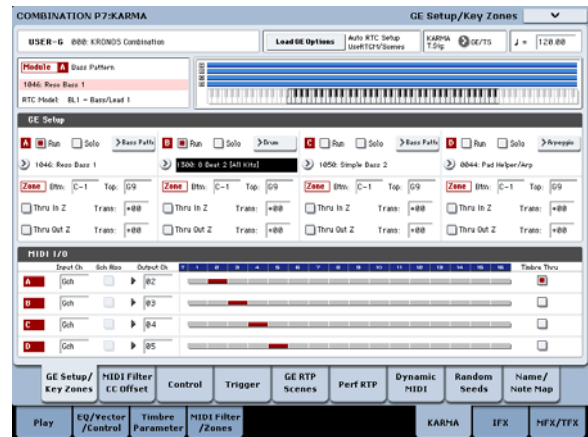 COMBINATION P7:KARMA GE Setup/Key Zones
USER-G 000: KRONOS Combination Load GE Options Auto RTC Setup UseRTCM/Scenes KARMA T.Sig GE/TS ♩ = 120.00
Module A Bass Pattern
1046: Reso Bass 1
RTC Model: BL1 - Bass/Lead 1
GE Setup
A Run Solo >Bass Patte B Run Solo >Drum C Run Solo >Bass Patte D Run Solo >Arpeggio
1046: Reso Bass 1 1300: 8 Beat 2 [All Kits] 1050: Simple Bass 2 0044: Pad Helper/Arp
Zone Btm: C-1 Top: G9 Zone Btm: C-1 Top: G9 Zone Btm: C-1 Top: G9 Zone Btm: C-1 Top: G9
Thru In Z Trans: +00 Thru In Z Trans: +00 Thru In Z Trans: +00 Thru In Z Trans: +00
Thru Out Z Trans: +00 Thru Out Z Trans: +00 Thru Out Z Trans: +00 Thru Out Z Trans: +00
MIDI I/O
Input Ch Gch Also Output Ch T 1 2 3 4 5 6 7 8 9 10 11 12 13 14 15 16 Timbre Thru
A Gch 02
B Gch 03
C Gch 04
D Gch 05
GE Setup/ Key Zones MIDI Filter CC Offset Control Trigger GE RTP Scenes Perf RTP Dynamic MIDI Random Seeds Name/ Note Map
Play EQ/Vector /Control Timbre Parameter MIDI Filter /Zones KARMA IFX MFX/TFX